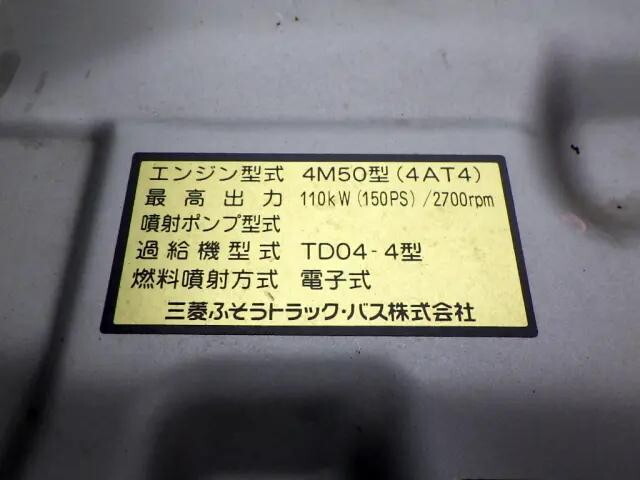 エンジン型式 4M50型(4AT4)
最高出力 110kW(150PS)/2700rpm
噴射ポンプ型式
過給機型式 TD04-4型
燃料噴射方式 電子式
三菱ふそうトラック・バス株式会社